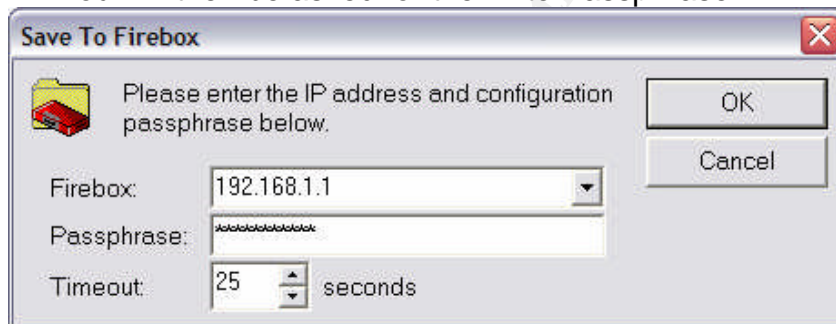 Save To Firebox
Please enter the IP address and configuration
passphrase below.
OK
Cancel
Firebox: 192.168.1.1
Passphrase: ************
Timeout: 25 seconds